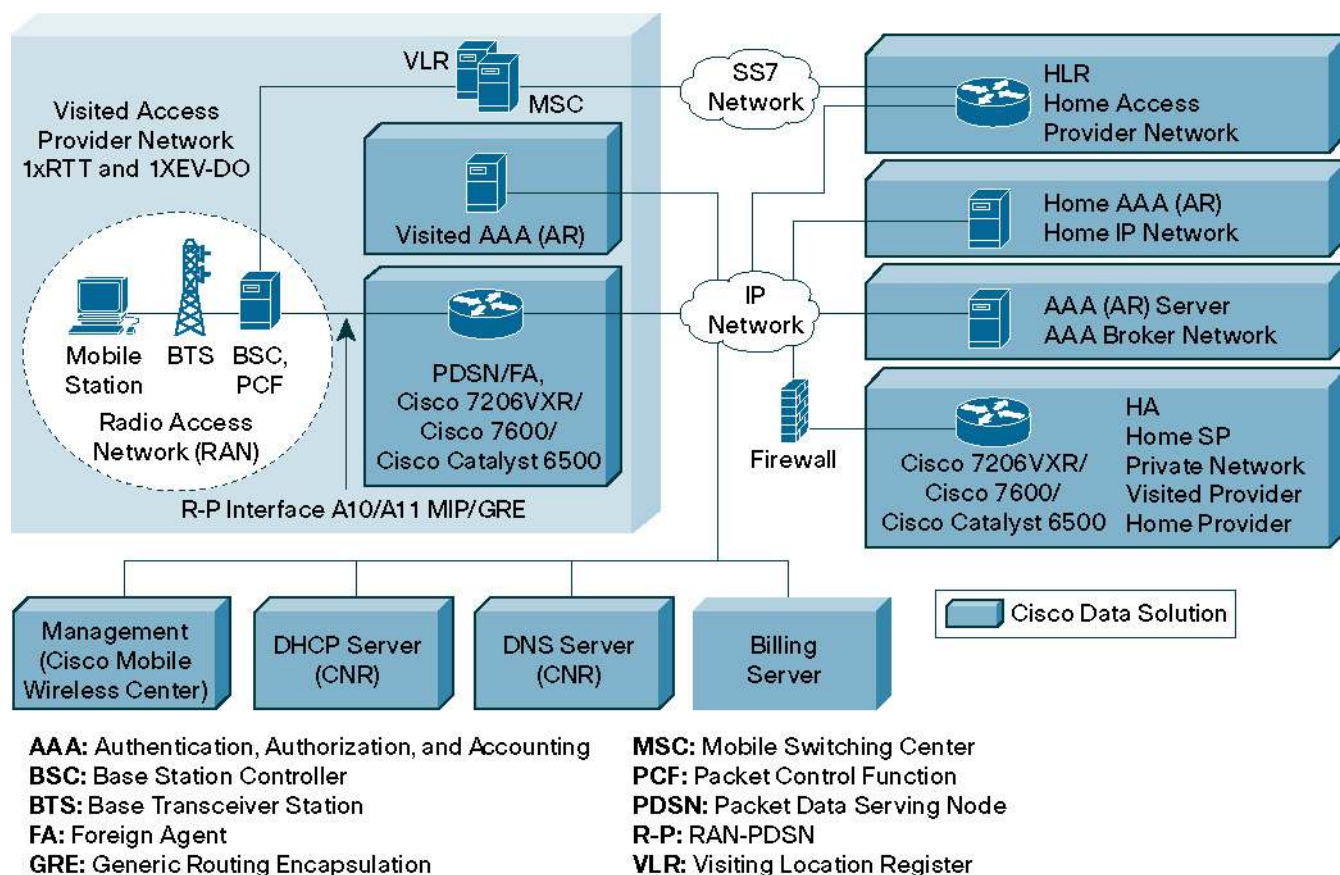 VLR
MSC
SS7
Network
HLR
Home Access
Provider Network
Visited Access
Provider Network
1xRTT and 1XEV-DO
Visited AAA (AR)
Home AAA (AR)
Home IP Network
Mobile
Station
BTS
BSC,
PCF
Radio Access
Network (RAN)
PDSN/FA,
Cisco 7206VXR/
Cisco 7600/
Cisco Catalyst 6500
R-P Interface A10/A11 MIP/GRE
IP
Network
AAA (AR) Server
AAA Broker Network
Firewall
Cisco 7206VXR/
Cisco 7600/
Cisco Catalyst 6500
HA
Home SP
Private Network
Visited Provider
Home Provider
Management
(Cisco Mobile
Wireless Center)
DHCP Server
(CNR)
DNS Server
(CNR)
Billing
Server
Cisco Data Solution
AAA: Authentication, Authorization, and Accounting
BSC: Base Station Controller
BTS: Base Transceiver Station
FA: Foreign Agent
GRE: Generic Routing Encapsulation
MSC: Mobile Switching Center
PCF: Packet Control Function
PDSN: Packet Data Serving Node
R-P: RAN-PDSN
VLR: Visiting Location Register